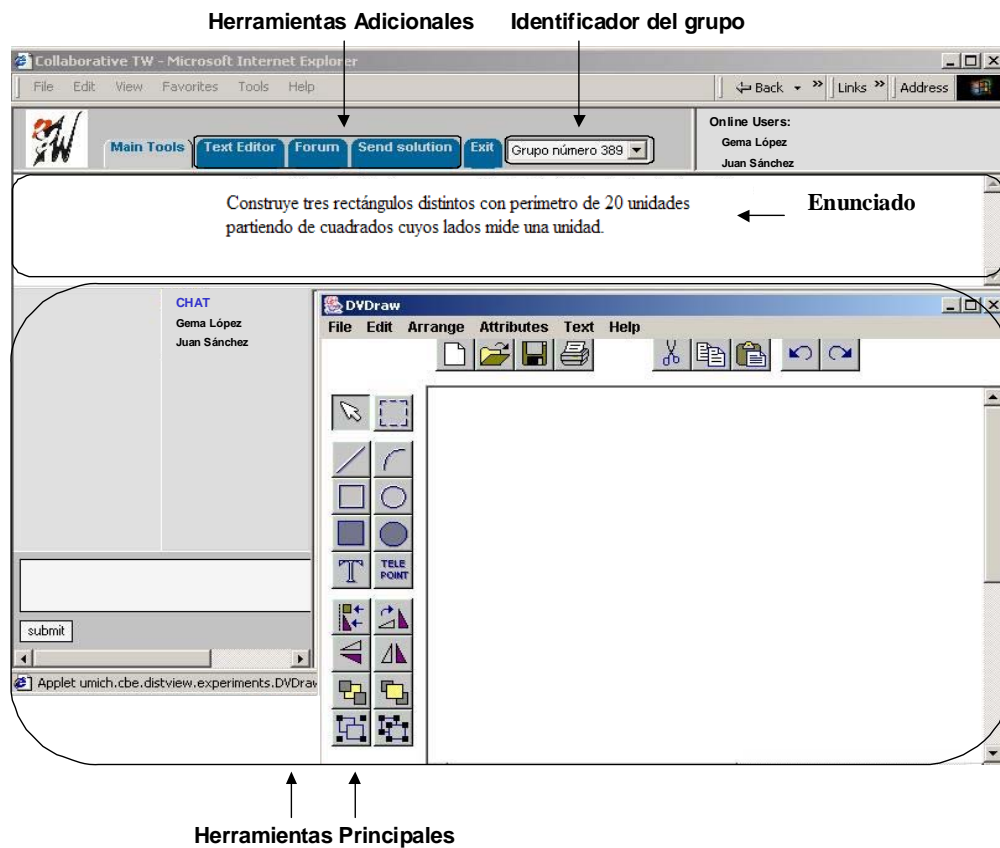 Herramientas Adicionales Identificador del grupo
Collaborative TW - Microsoft Internet Explorer
File Edit View Favorites Tools Help Back » Links » Address
TW Main Tools Text Editor Forum Send solution Exit Grupo número 389
Online Users:
Gema López
Juan Sánchez
Construye tres rectángulos distintos con perimetro de 20 unidades
partiendo de cuadrados cuyos lados mide una unidad.
Enunciado
CHAT
Gema López
Juan Sánchez
submit
Applet umich.cbe.distview.experiments.DVDraw
DVDraw
File Edit Arrange Attributes Text Help
T TELE
POINT
Herramientas Principales